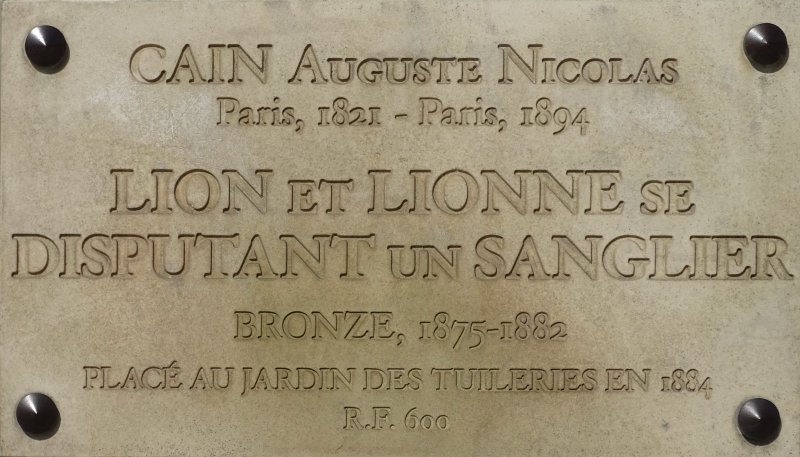 CAIN AUGUSTE NICOLAS
Paris, 1821 - Paris, 1894
LION ET LIONNE SE
DISPUTANT UN SANGLIER
BRONZE, 1875-1882
PLACÉ AU JARDIN DES TUILERIES EN 1884
R.F. 600